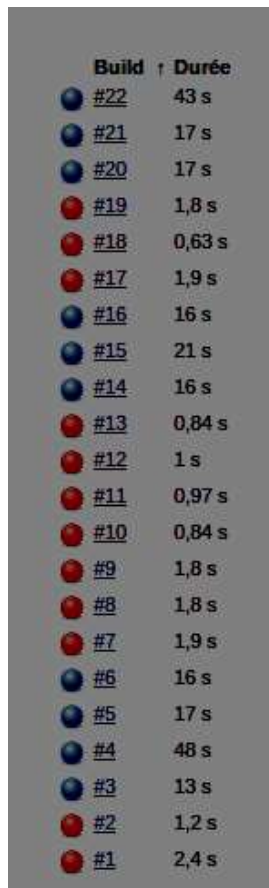 Build ↑ Durée
#22 43 s
#21 17 s
#20 17 s
#19 1,8 s
#18 0,63 s
#17 1,9 s
#16 16 s
#15 21 s
#14 16 s
#13 0,84 s
#12 1 s
#11 0,97 s
#10 0,84 s
#9 1,8 s
#8 1,8 s
#7 1,9 s
#6 16 s
#5 17 s
#4 48 s
#3 13 s
#2 1,2 s
#1 2,4 s